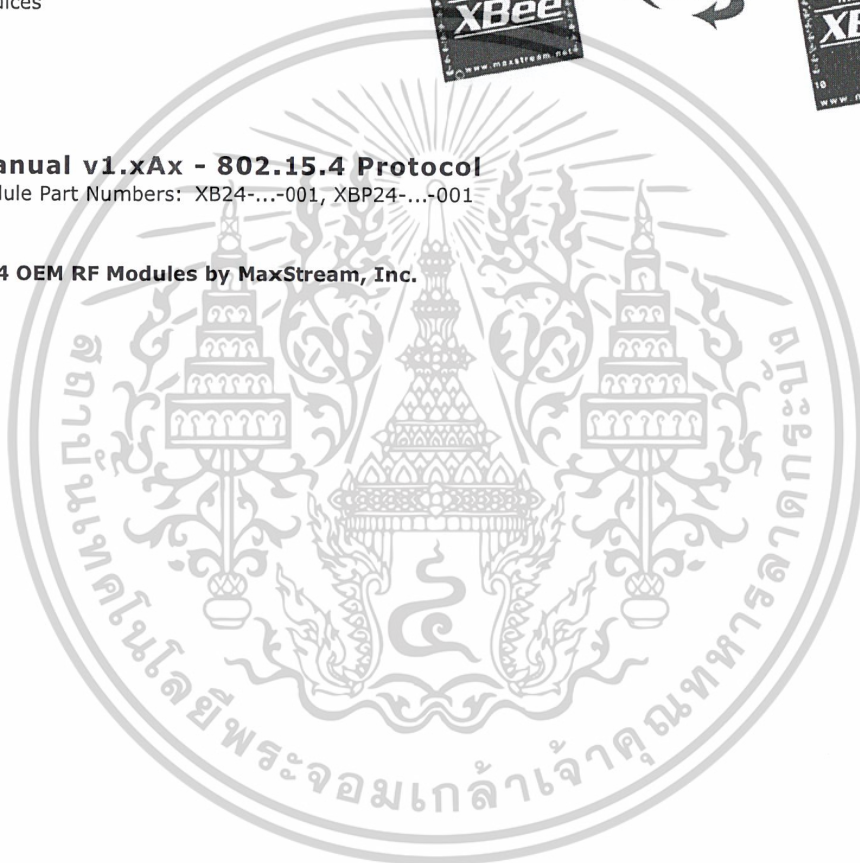 XBee
www.maxstream.net
10
Manual v1.xAx - 802.15.4 Protocol
Part Numbers: XB24-...-001, XBP24-...-001
4 OEM RF Modules by MaxStream, Inc.
สถาบันเทคโนโลยีพระจอมเกล้าเจ้าคุณทหารลาดกระบัง